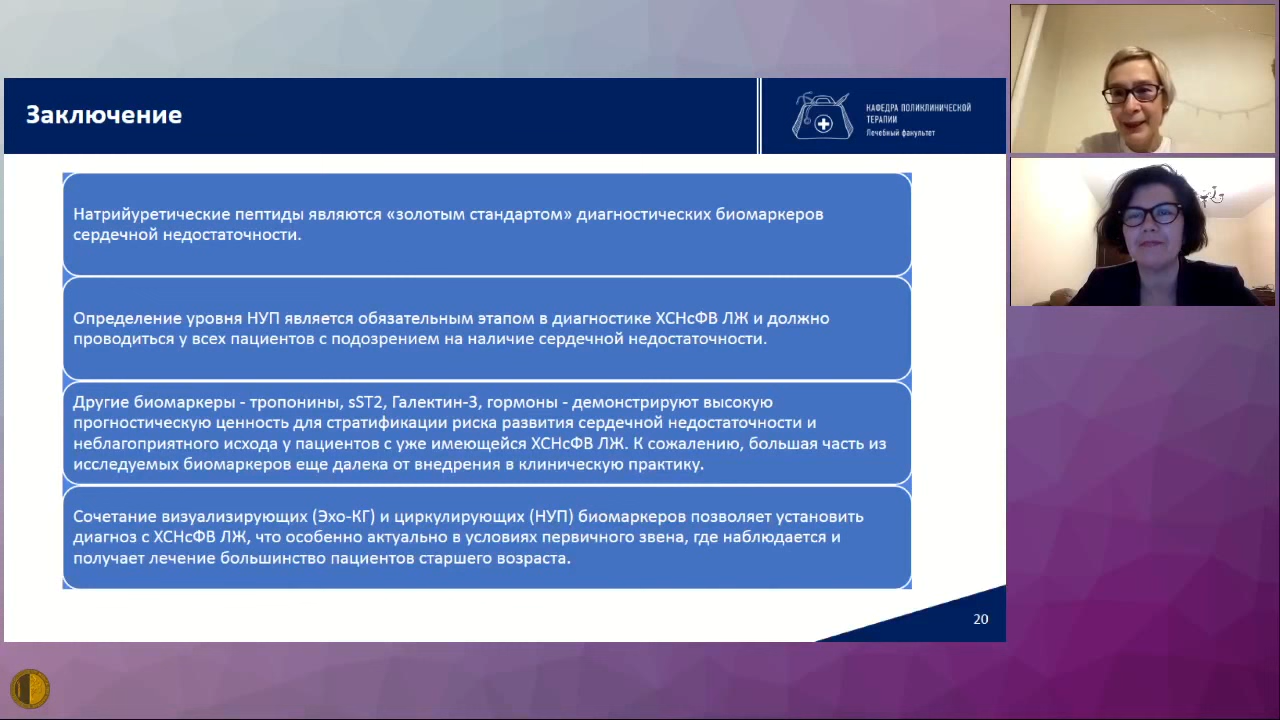 Заключение
КАФЕДРА ПОЛИКЛИНИЧЕСКОЙ
ТЕРАПИИ
Лечебный факультет
Натрийуретические пептиды являются «золотым стандартом» диагностических биомаркеров
сердечной недостаточности.
Определение уровня НУП является обязательным этапом в диагностике ХСНсФВ ЛЖ и должно
проводиться у всех пациентов с подозрением на наличие сердечной недостаточности.
Другие биомаркеры - тропонины, sST2, Галектин-3, гормоны - демонстрируют высокую
прогностическую ценность для стратификации риска развития сердечной недостаточности и
неблагоприятного исхода у пациентов с уже имеющейся ХСНсФВ ЛЖ. К сожалению, большая часть из
исследуемых биомаркеров еще далека от внедрения в клиническую практику.
Сочетание визуализирующих (Эхо-КГ) и циркулирующих (НУП) биомаркеров позволяет установить
диагноз с ХСНсФВ ЛЖ, что особенно актуально в условиях первичного звена, где наблюдается и
получает лечение большинство пациентов старшего возраста.
20